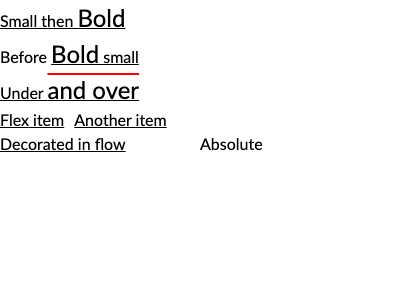 Small then Bold
Before Bold small
Under and over
Flex item Another item
Decorated in flow Absolute